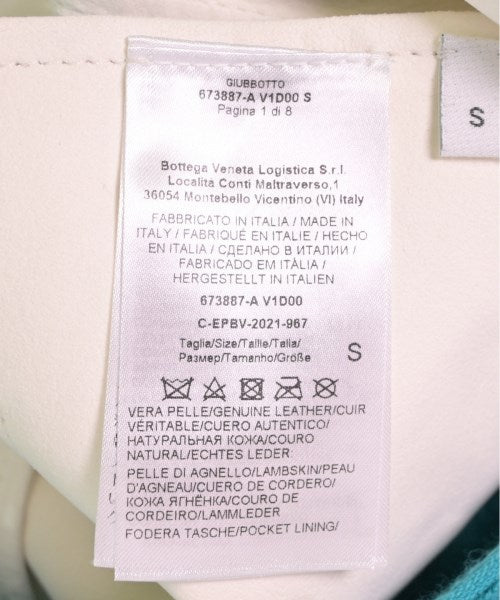 GIUBBOTTO
673887-A V1D00 S
Pagina 1 di 8
Bottega Veneta Logistica S.r.l.
Località Conti Maltraverso,1
36054 Montebello Vicentino (VI) Italy
FABBRICATO IN ITALIA / MADE IN
ITALY / FABRIQUÉ EN ITALIE / HECHO
EN ITALIA / СДЕЛАНО В ИТАЛИИ /
FABRICADO EM ITÀLIA /
HERGESTELLT IN ITALIEN
673887-A V1D00
C-EPBV-2021-967
Taglia/Size/Taille/Talla/
Размер/Tamanho/Größe S
VERA PELLE/GENUINE LEATHER/CUIR
VÉRITABLE/CUERO AUTENTICO/
НАТУРАЛЬНАЯ КОЖА/COURO
NATURAL/ECHTES LEDER:
PELLE DI AGNELLO/LAMBSKIN/PEAU
D'AGNEAU/CUERO DE CORDERO/
КОЖА ЯГНЁНКА/COURO DE
CORDEIRO/LAMMLEDER
FODERA TASCHE/POCKET LINING/
S